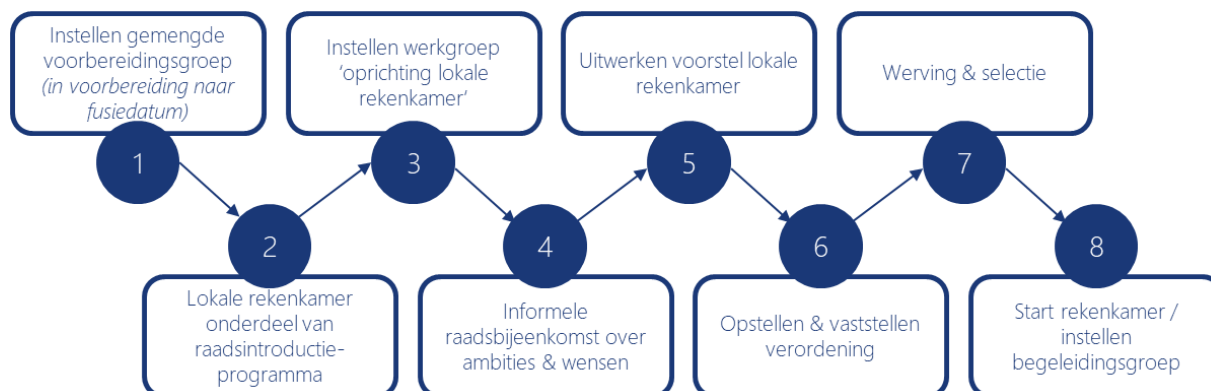 Instellen gemengde
voorbereidingsgroep
(in voorbereiding naar
fusiedatum)
1
2
Lokale rekenkamer
onderdeel van
raadsintroductie-
programma
Instellen werkgroep
‘oprichting lokale
rekenkamer’
3
4
Informele
raadsbijeenkomst over
ambities & wensen
Uitwerken voorstel lokale
rekenkamer
5
6
Opstellen & vaststellen
verordening
Werving & selectie
7
8
Start rekenkamer /
instellen
begeleidingsgroep